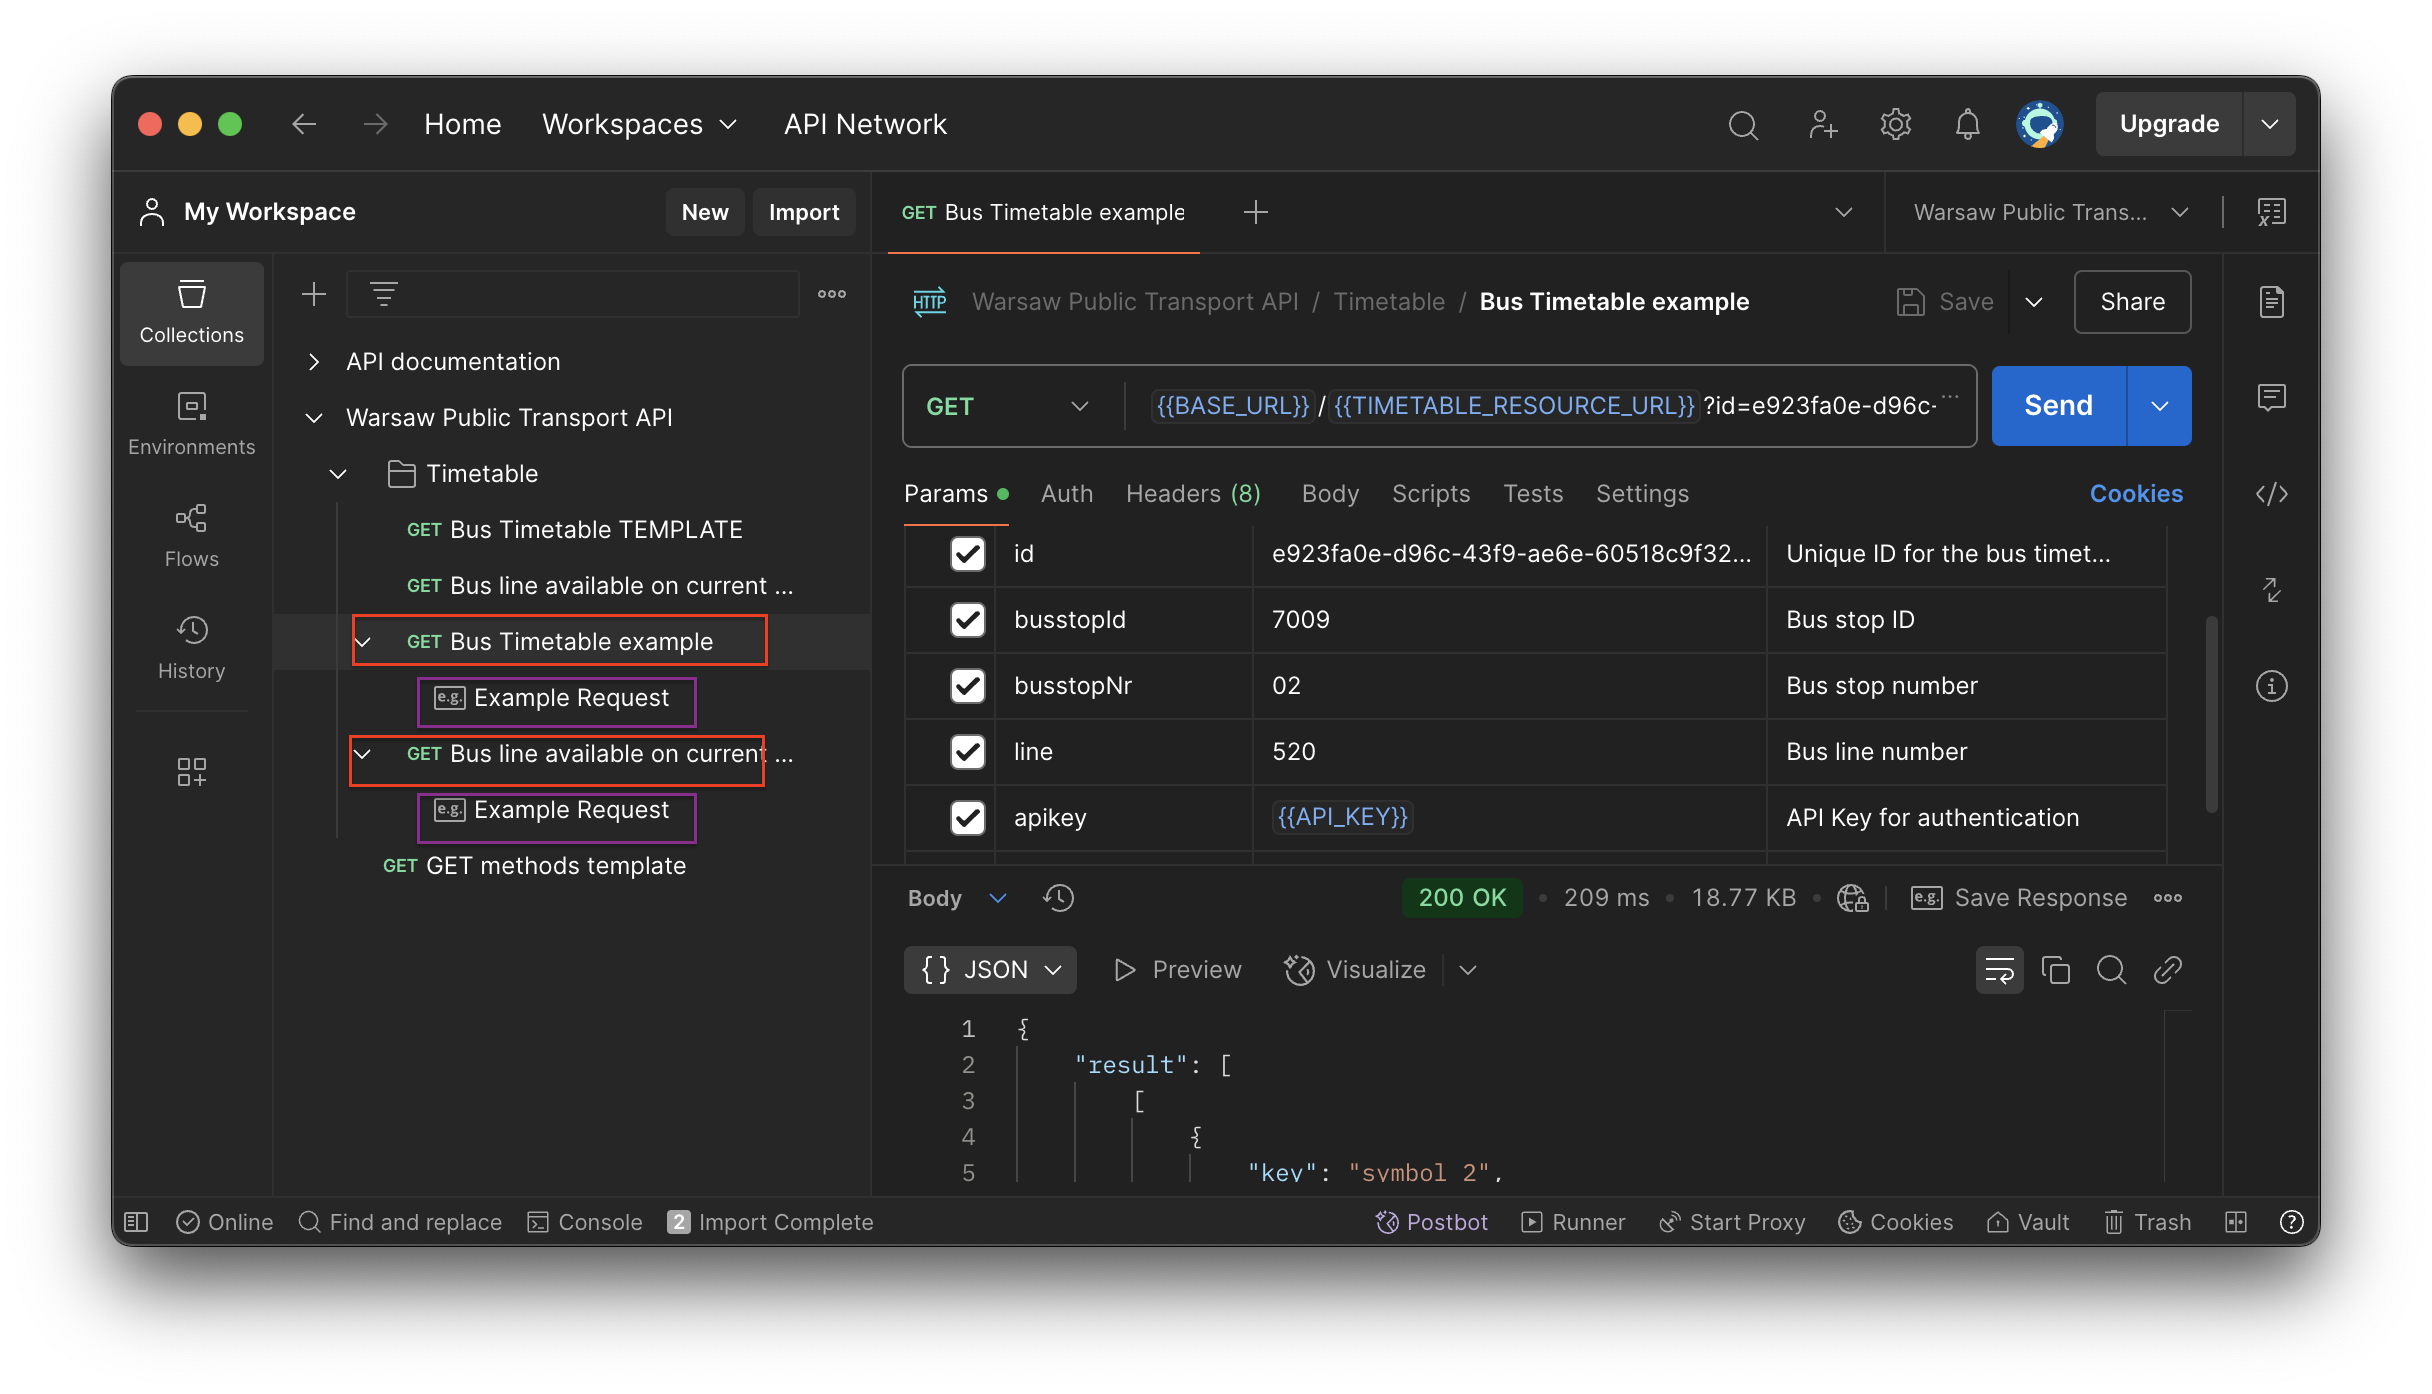 Home
Workspaces
API Network
Upgrade
My Workspace
New
Import
GET Bus Timetable example
Warsaw Public Trans...
Collections
Environments
Flows
History
API documentation
Warsaw Public Transport API
Timetable
GET Bus Timetable TEMPLATE
GET Bus line available on current ...
GET Bus Timetable example
e.g. Example Request
GET Bus line available on current ...
e.g. Example Request
GET GET methods template
HTTP Warsaw Public Transport API / Timetable / Bus Timetable example
Save
Share
GET
{{BASE_URL}}/{{TIMETABLE_RESOURCE_URL}}?id=e923fa0e-d96c-...
Send
Params Auth Headers (8) Body Scripts Tests Settings Cookies
id e923fa0e-d96c-43f9-ae6e-60518c9f32... Unique ID for the bus timet...
busstopId 7009 Bus stop ID
busstopNr 02 Bus stop number
line 520 Bus line number
apikey {{API_KEY}} API Key for authentication
Body 200 OK • 209 ms • 18.77 KB • e.g. Save Response
{} JSON Preview Visualize
1 {
2 "result": [
3 [
4 {
5 "key": "symbol_2",
Online Find and replace Console 2 Import Complete Postbot Runner Start Proxy Cookies Vault Trash